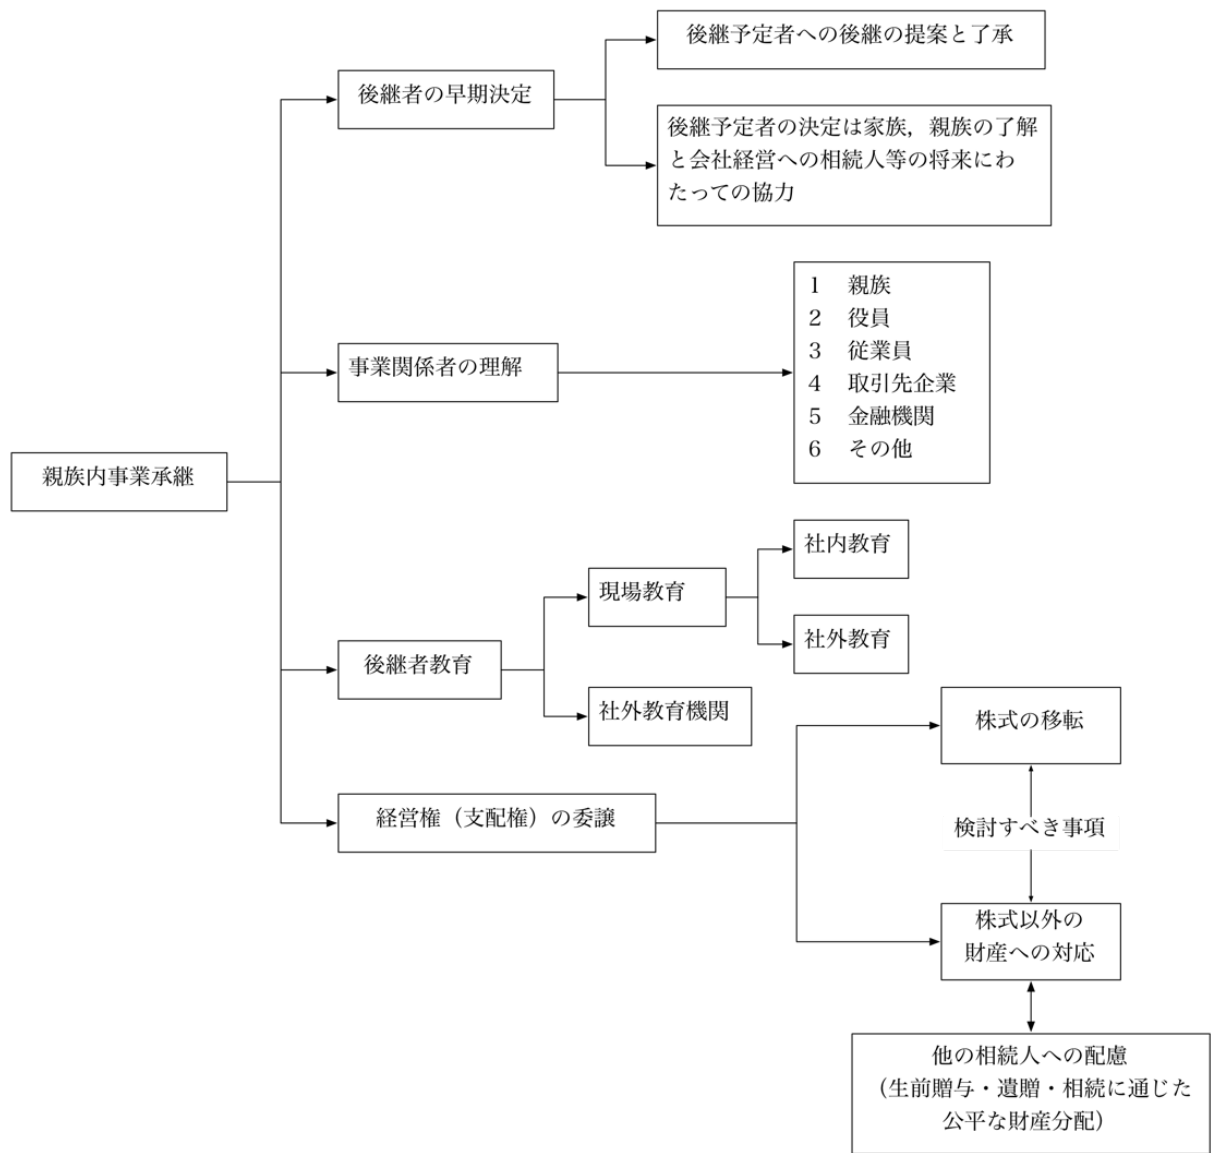 後継予定者への後継の提案と了承
後継者の早期決定
後継予定者の決定は家族，親族の了解
と会社経営への相続人等の将来にわ
たっての協力
1 親族
2 役員
3 従業員
4 取引先企業
5 金融機関
6 その他
事業関係者の理解
親族内事業承継
社内教育
現場教育
社外教育
後継者教育
社外教育機関
株式の移転
経営権（支配権）の委譲
検討すべき事項
株式以外の
財産への対応
他の相続人への配慮
（生前贈与・遺贈・相続に通じた
公平な財産分配）